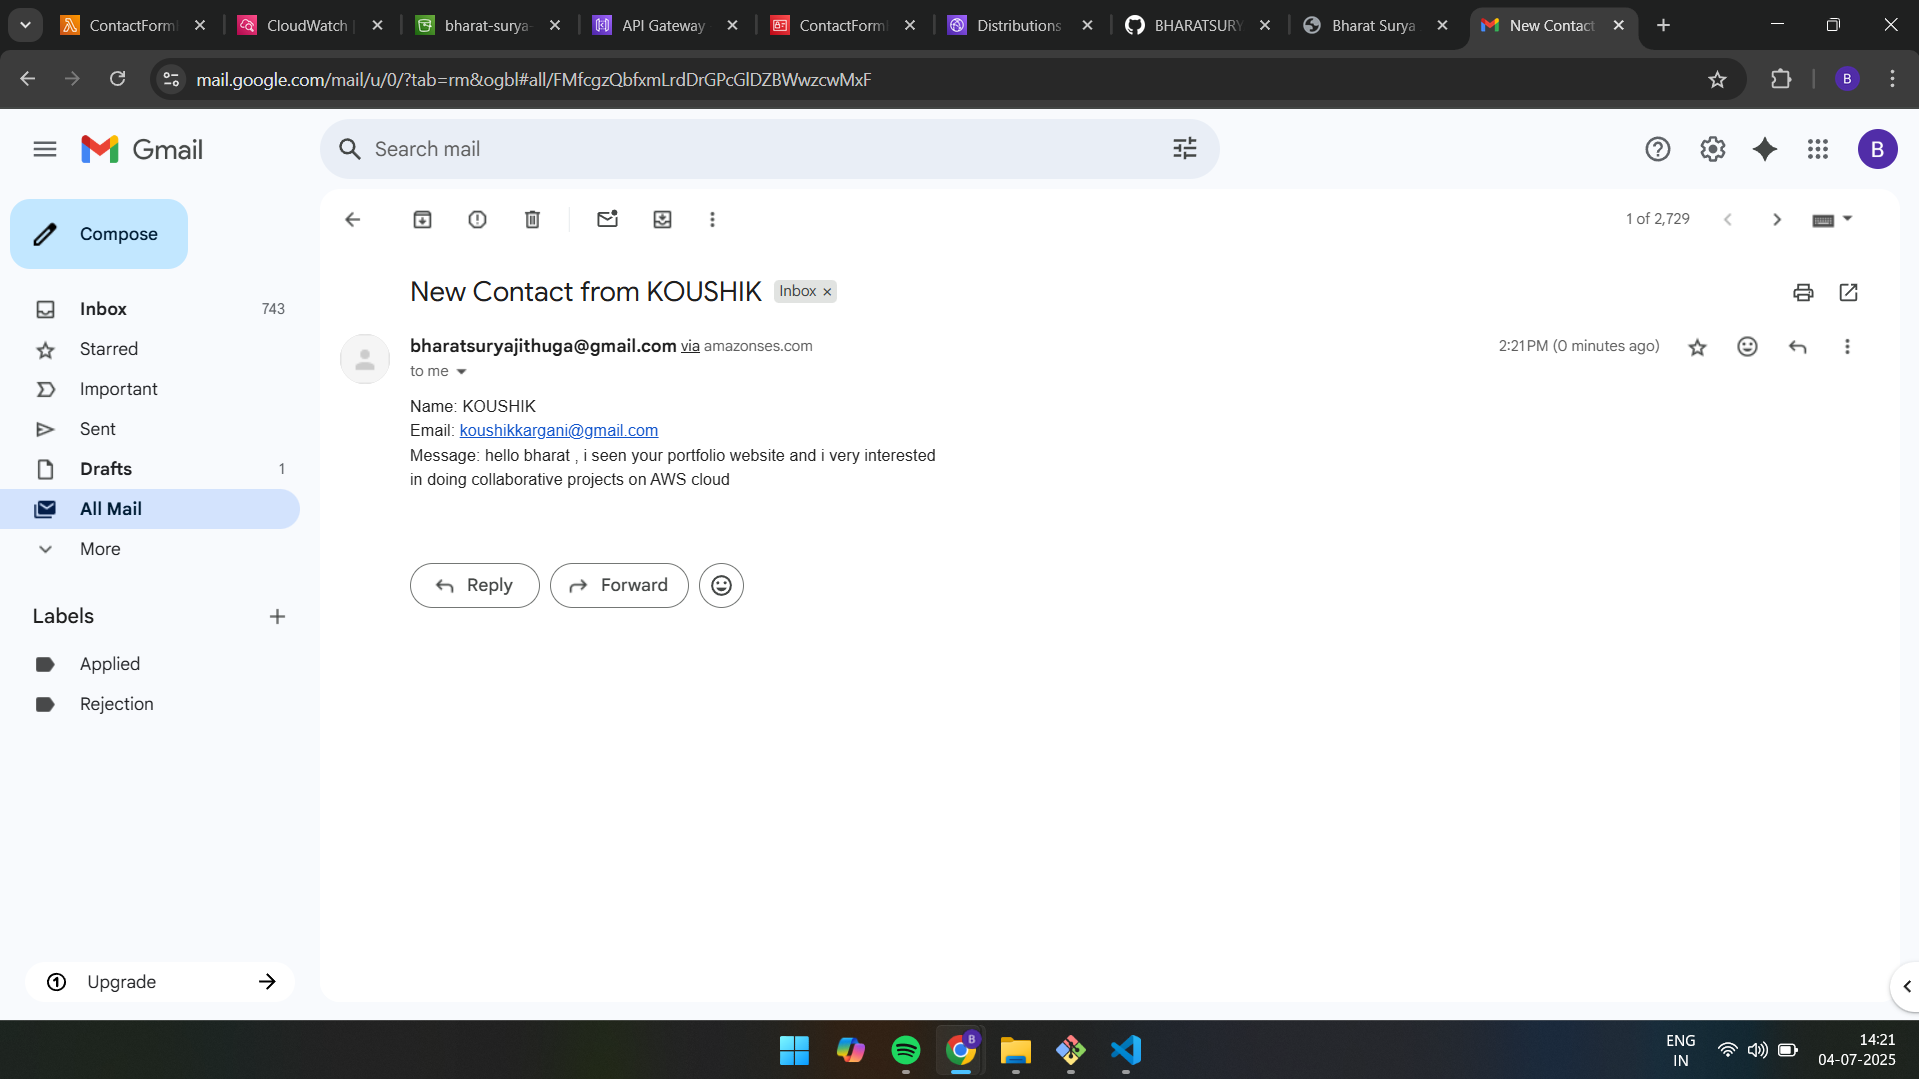 ContactForm
CloudWatch |
bharat-surya-
API Gateway
ContactForm
Distributions
BHARATSURY
Bharat Surya
New Contact
mail.google.com/mail/u/0/?tab=rm&ogbl#all/FMfcgzQbfxmLrdDrGPcGlDZBWwzcwMxF
B
Gmail
Search mail
B
Compose
1 of 2,729
New Contact from KOUSHIK
Inbox ×
Inbox 743
Starred
Important
Sent
Drafts 1
All Mail
More
Labels
Applied
Rejection
Upgrade
bharatsuryajithuga@gmail.com via amazonses.com
2:21 PM (0 minutes ago)
to me
Name: KOUSHIK
Email: koushikkargani@gmail.com
Message: hello bharat , i seen your portfolio website and i very interested
in doing collaborative projects on AWS cloud
Reply
Forward
B
ENG
IN
14:21
04-07-2025